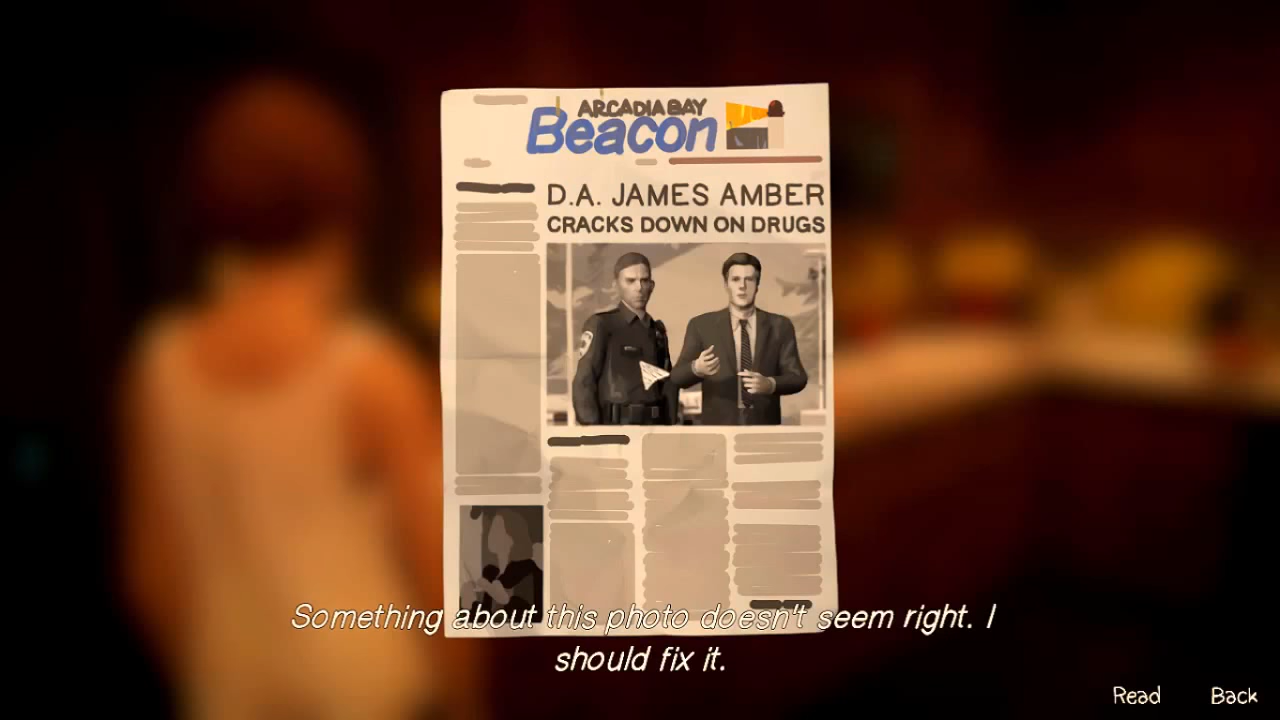 ARCADIA BAY
Beacon
D.A. JAMES AMBER
CRACKS DOWN ON DRUGS
Something about this photo doesn't seem right. I
should fix it.
Read Back